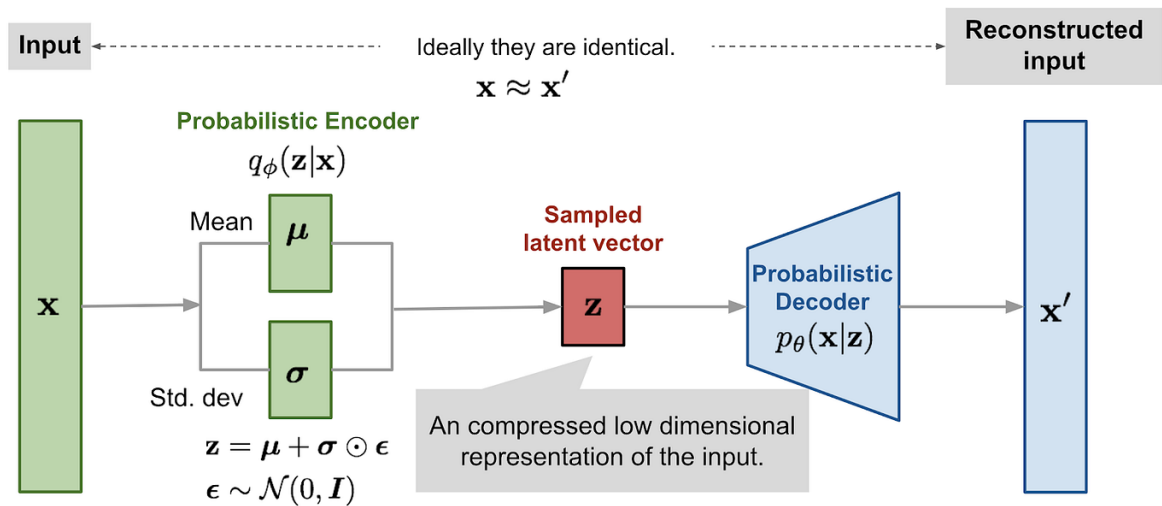 Input
Ideally they are identical.
x ≈ x′
Reconstructed
input
Probabilistic Encoder
qϕ(z|x)
Mean
μ
x
Std. dev
σ
z = μ + σ ⊙ ϵ
ϵ ∼ 𝒩(0, I)
Sampled
latent vector
z
An compressed low dimensional
representation of the input.
Probabilistic
Decoder
pθ(x|z)
x′